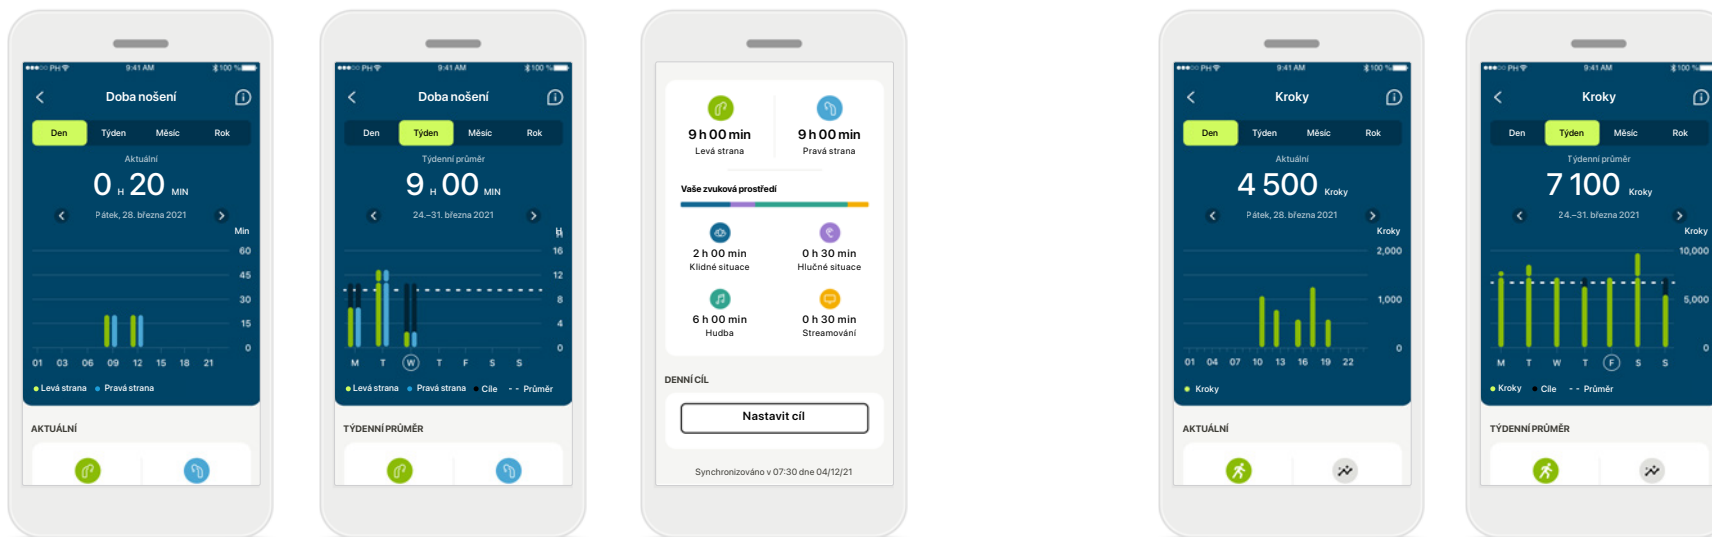 PH 9:41 AM 100 %
Doba nošení
Den Týden Měsíc Rok
Aktuální
0 H 20 MIN
Pátek, 28. března 2021
Min
60
45
30
15
0
01 03 06 09 12 15 18 21
Levá strana Pravá strana
AKTUÁLNÍ
PH 9:41 AM 100 %
Doba nošení
Den Týden Měsíc Rok
Týdenní průměr
9 H 00 MIN
24.–31. března 2021
16
12
8
4
0
M T W T F S S
Levá strana Pravá strana Cíle - - Průměr
TÝDENNÍ PRŮMĚR
9 h 00 min 9 h 00 min
Levá strana Pravá strana
Vaše zvuková prostředí
2 h 00 min 0 h 30 min
Klidné situace Hlučné situace
6 h 00 min 0 h 30 min
Hudba Streamování
DENNÍ CÍL
Nastavit cíl
Synchronizováno v 07:30 dne 04/12/21
PH 9:41 AM 100 %
Kroky
Den Týden Měsíc Rok
Aktuální
4 500 Kroky
Pátek, 28. března 2021
Kroky
2,000
1,000
0
01 04 07 10 13 16 19 22
Kroky
AKTUÁLNÍ
PH 9:41 AM 100 %
Kroky
Den Týden Měsíc Rok
Týdenní průměr
7 100 Kroky
24.–31. března 2021
Kroky
10,000
5,000
0
M T W T F S S
Kroky Cíle - - Průměr
TÝDENNÍ PRŮMĚR